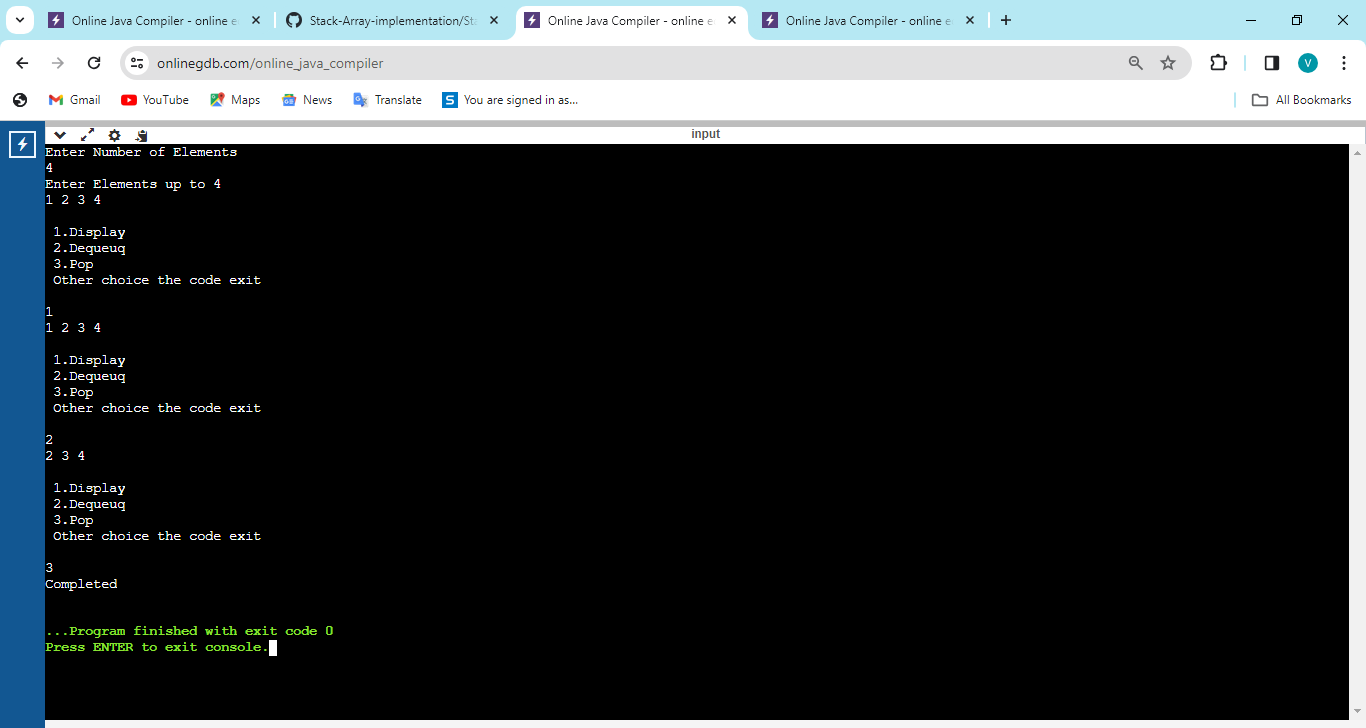 Online Java Compiler - online e
Stack-Array-implementation/Sta
Online Java Compiler - online e
Online Java Compiler - online e
onlinegdb.com/online_java_compiler
V
Gmail
YouTube
Maps
News
Translate
S
You are signed in as...
All Bookmarks
input
Enter Number of Elements
4
Enter Elements up to 4
1 2 3 4
1.Display
2.Dequeuq
3.Pop
Other choice the code exit
1
1 2 3 4
1.Display
2.Dequeuq
3.Pop
Other choice the code exit
2
2 3 4
1.Display
2.Dequeuq
3.Pop
Other choice the code exit
3
Completed
...Program finished with exit code 0
Press ENTER to exit console.